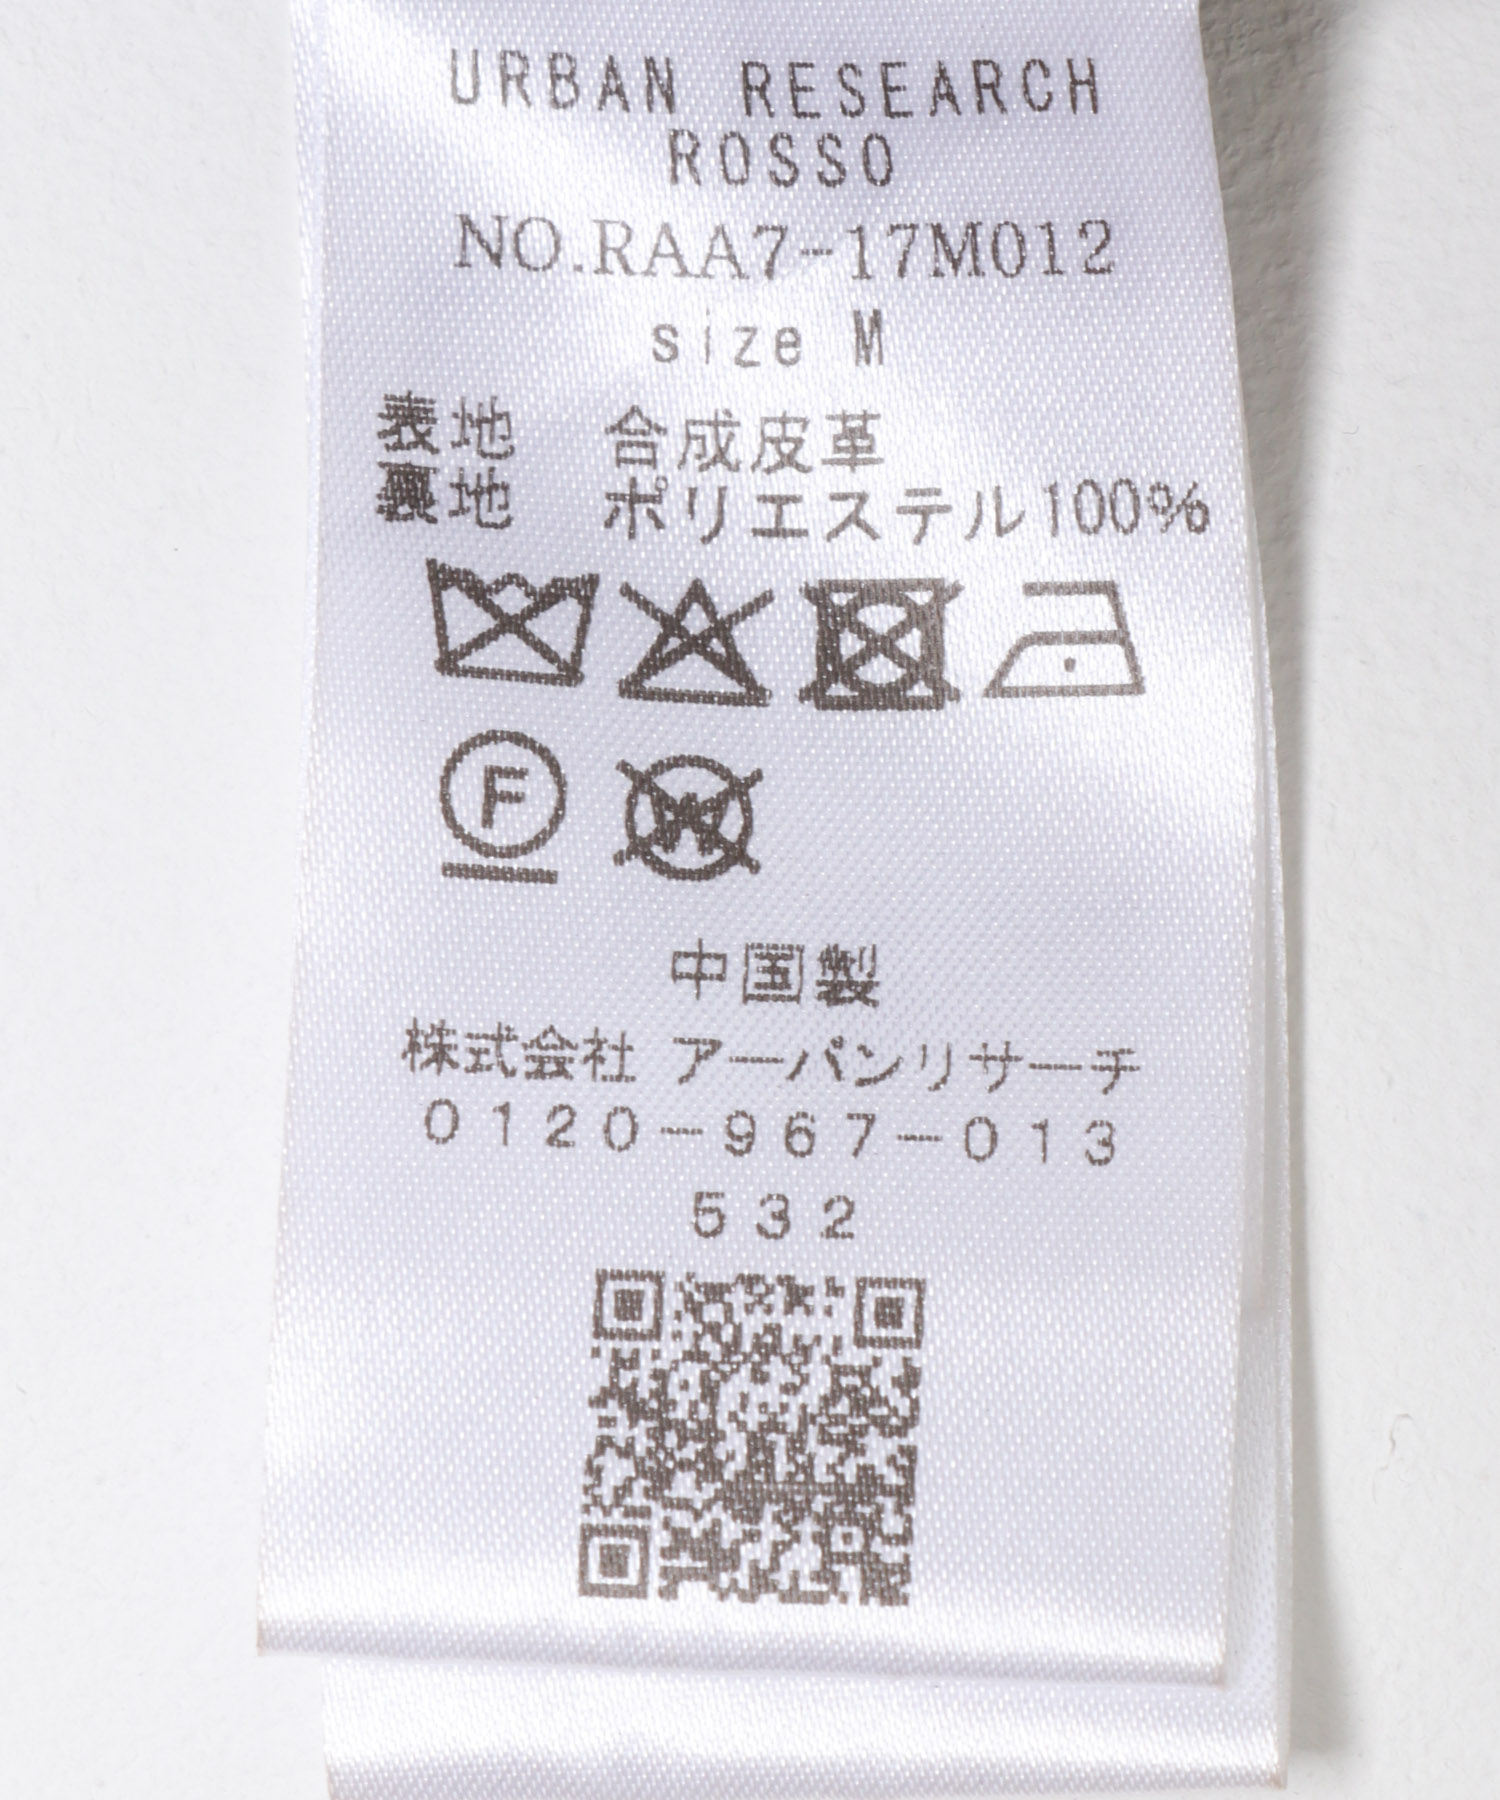 URBAN RESEARCH
ROSSO
NO.RAA7-17M012
size M
表地 合成皮革
裏地 ポリエステル100%
F
W
中国製
株式会社 アーバンリサーチ
0120-967-013
532